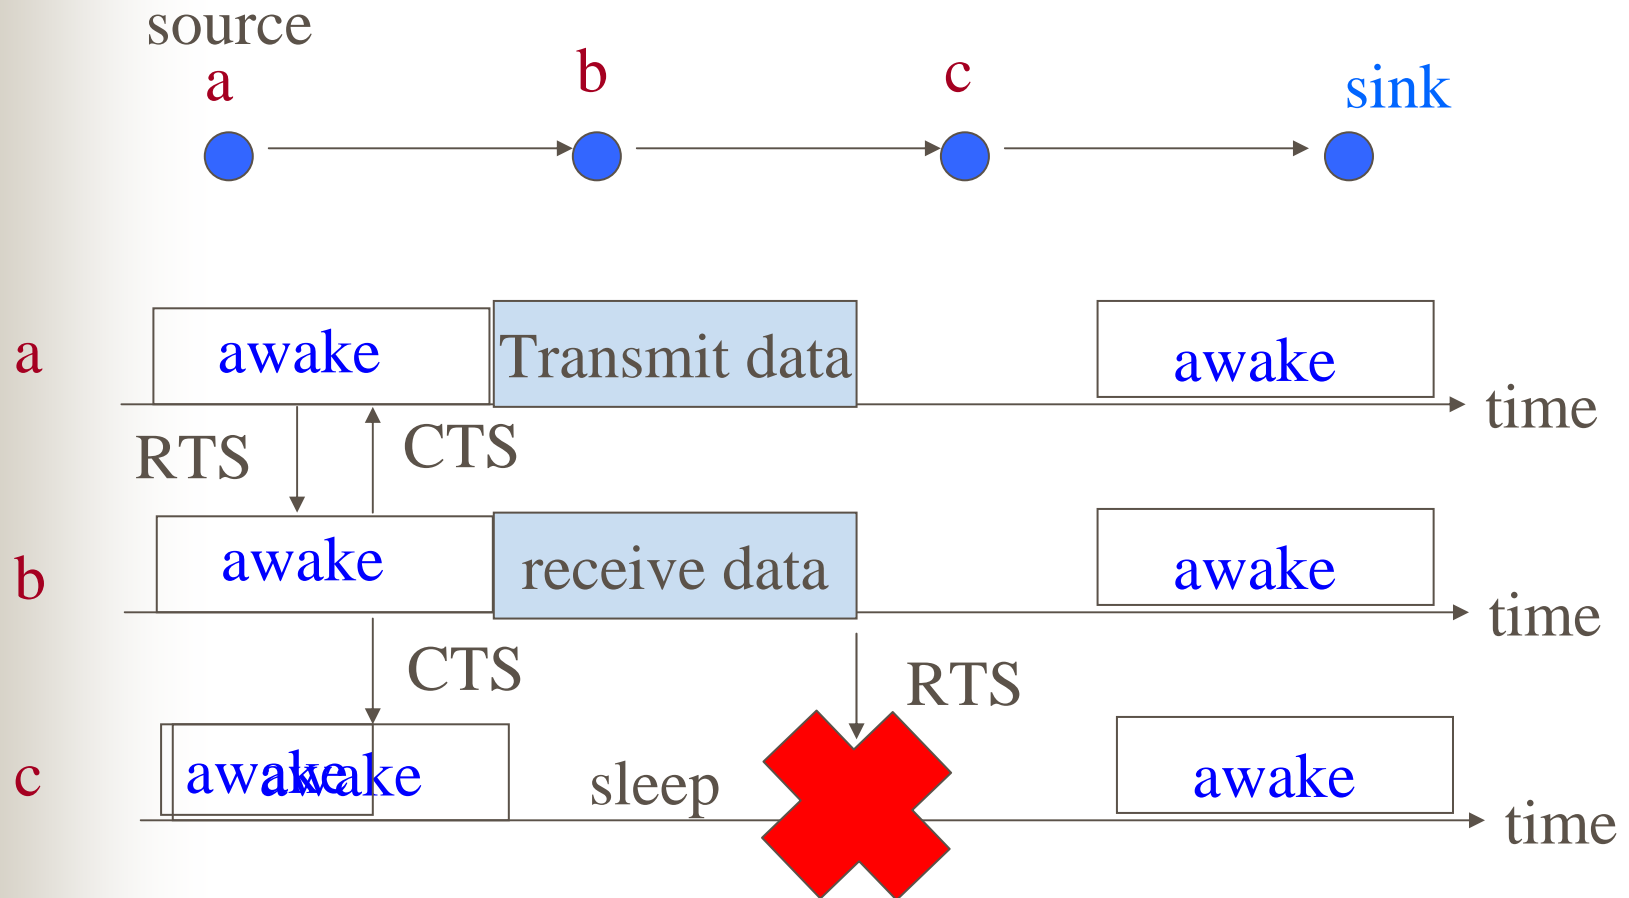 source
a
b
c
sink
a
awake
Transmit data
awake
time
RTS
CTS
b
awake
receive data
awake
time
CTS
RTS
c
awake
awake
sleep
awake
time